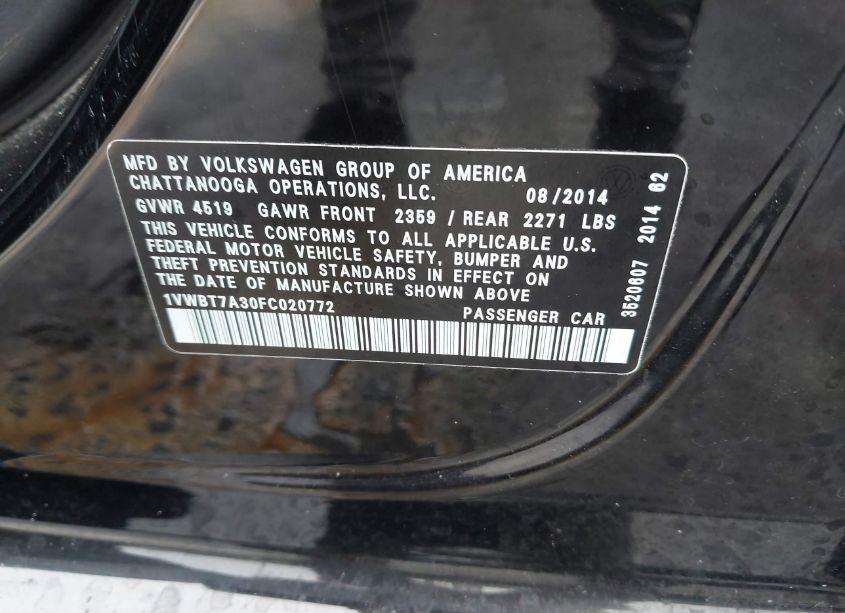 MFD BY VOLKSWAGEN GROUP OF AMERICA
CHATTANOOGA OPERATIONS, LLC. 08/2014
GVWR 4519 GAWR FRONT 2359 / REAR 2271 LBS
THIS VEHICLE CONFORMS TO ALL APPLICABLE U.S.
FEDERAL MOTOR VEHICLE SAFETY, BUMPER AND
THEFT PREVENTION STANDARDS IN EFFECT ON
THE DATE OF MANUFACTURE SHOWN ABOVE
1VWBT7A30FC020772 PASSENGER CAR
3520607 2014 62